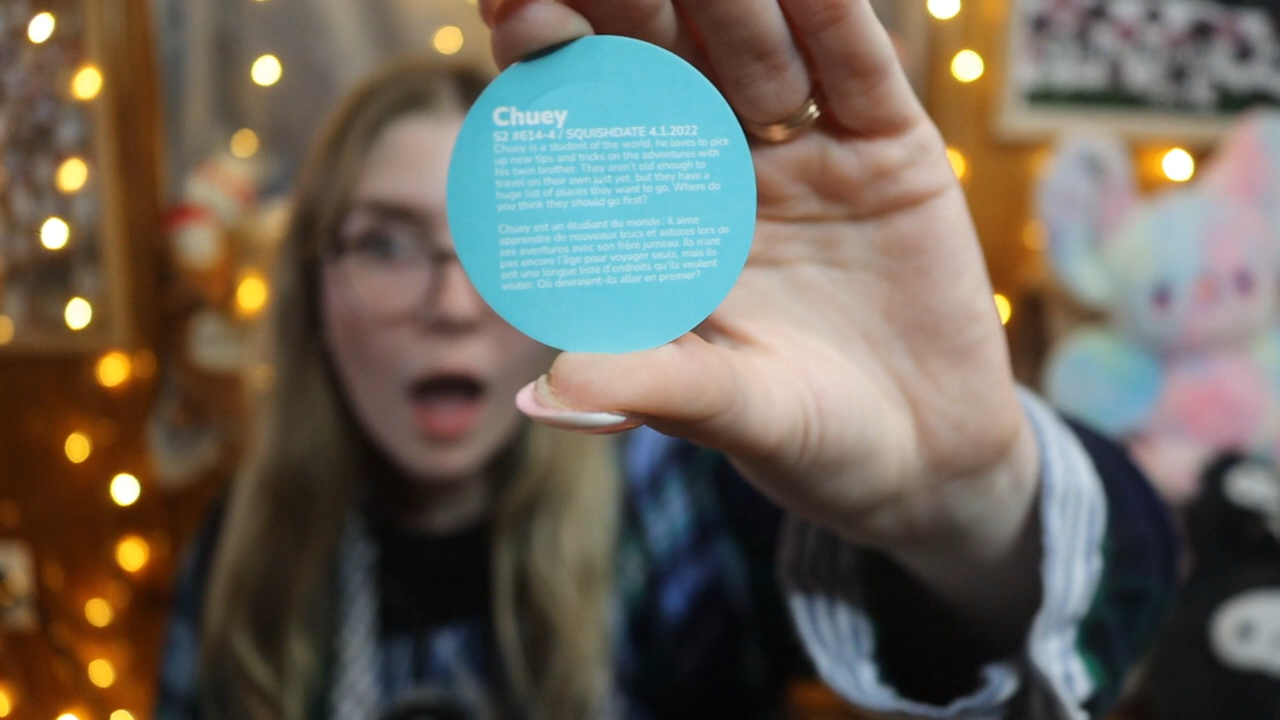 Chuey
S2 #614-4 / SQUISHDATE 4.1.2022
Chuey is a student of the world, he loves to pick
up new tips and tricks on the adventures with
his twin brother. They aren't old enough to
travel on their own just yet, but they have a
huge list of places they want to go. Where do
you think they should go first?
Chuey est un étudiant du monde : il aime
apprendre de nouveaux trucs et astuces lors de
ses aventures avec son frère jumeau. Ils n'ont
pas encore l'âge pour voyager seuls, mais ils
ont une longue liste d'endroits qu'ils veulent
visiter. Où devraient-ils aller en premier?